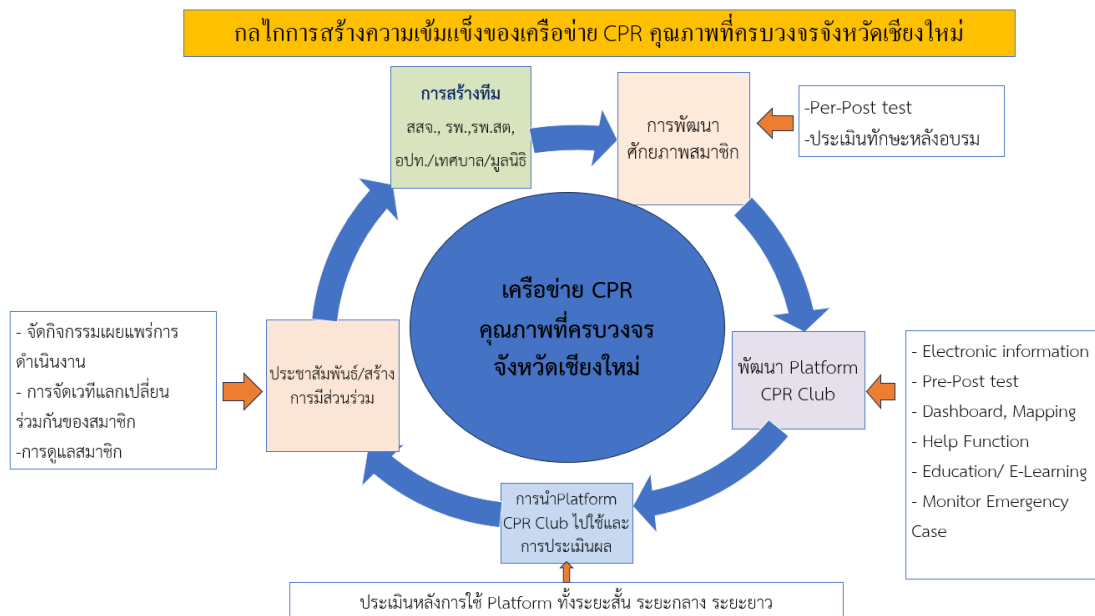 กลไกการสร้างความเข้มแข็งของเครือข่าย CPR คุณภาพที่ครบวงจรจังหวัดเชียงใหม่
การสร้างทีม
สสจ., รพ.,รพ.สต,
อปท./เทศบาล/มูลนิธิ
การพัฒนา
ศักยภาพสมาชิก
-Per-Post test
-ประเมินทักษะหลังอบรม
เครือข่าย CPR
คุณภาพที่ครบวงจร
จังหวัดเชียงใหม่
พัฒนา Platform
CPR Club
- Electronic information
- Pre-Post test
- Dashboard, Mapping
- Help Function
- Education/ E-Learning
- Monitor Emergency
Case
การนำPlatform
CPR Club ไปใช้และ
การประเมินผล
ประเมินหลังการใช้ Platform ทั้งระยะสั้น ระยะกลาง ระยะยาว
ประชาสัมพันธ์/สร้าง
การมีส่วนร่วม
- จัดกิจกรรมเผยแพร่การ
ดำเนินงาน
- การจัดเวทีแลกเปลี่ยน
ร่วมกันของสมาชิก
-การดูแลสมาชิก